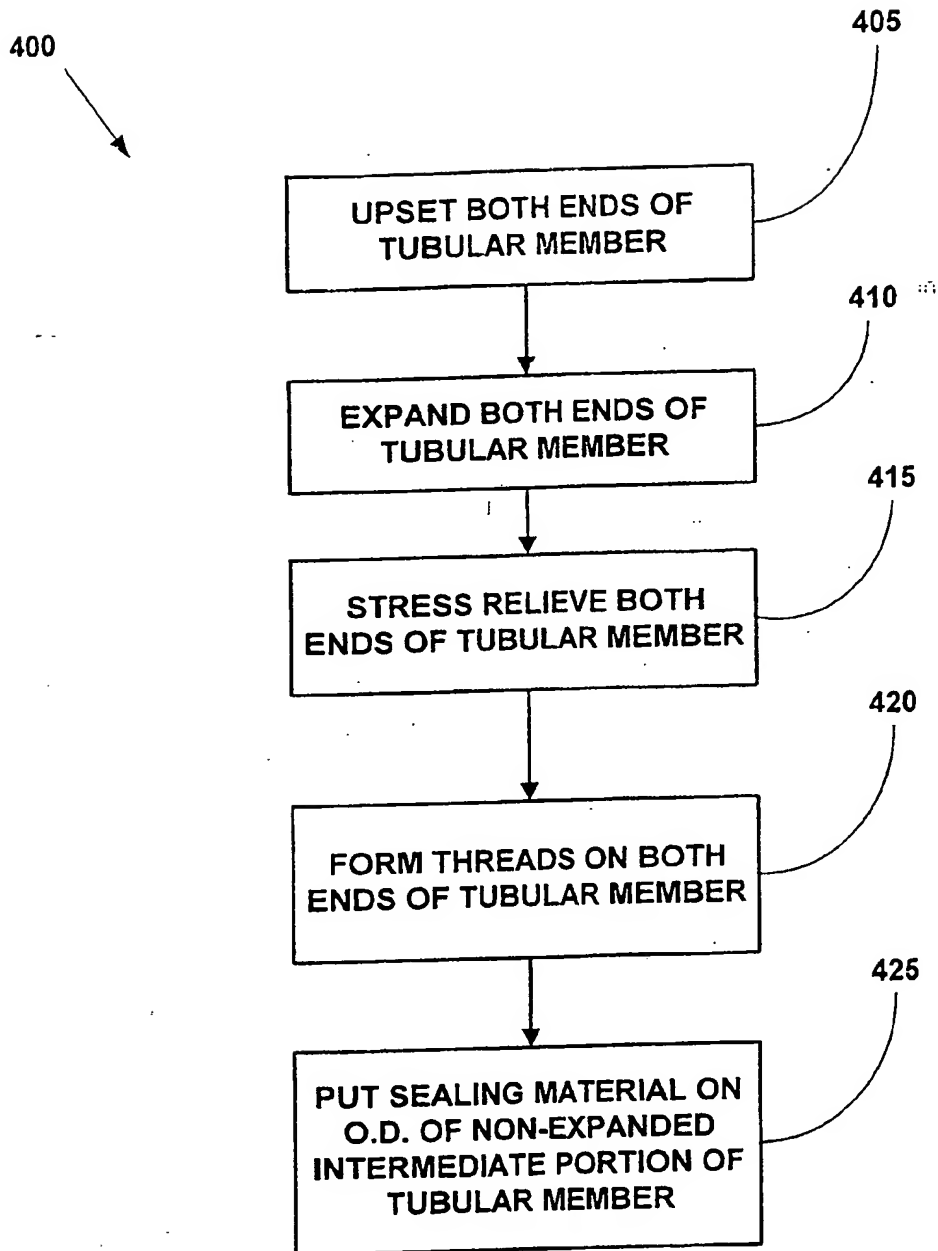 400
405
UPSET BOTH ENDS OF
TUBULAR MEMBER
410
EXPAND BOTH ENDS OF
TUBULAR MEMBER
415
STRESS RELIEVE BOTH
ENDS OF TUBULAR MEMBER
420
FORM THREADS ON BOTH
ENDS OF TUBULAR MEMBER
425
PUT SEALING MATERIAL ON
O.D. OF NON-EXPANDED
INTERMEDIATE PORTION OF
TUBULAR MEMBER